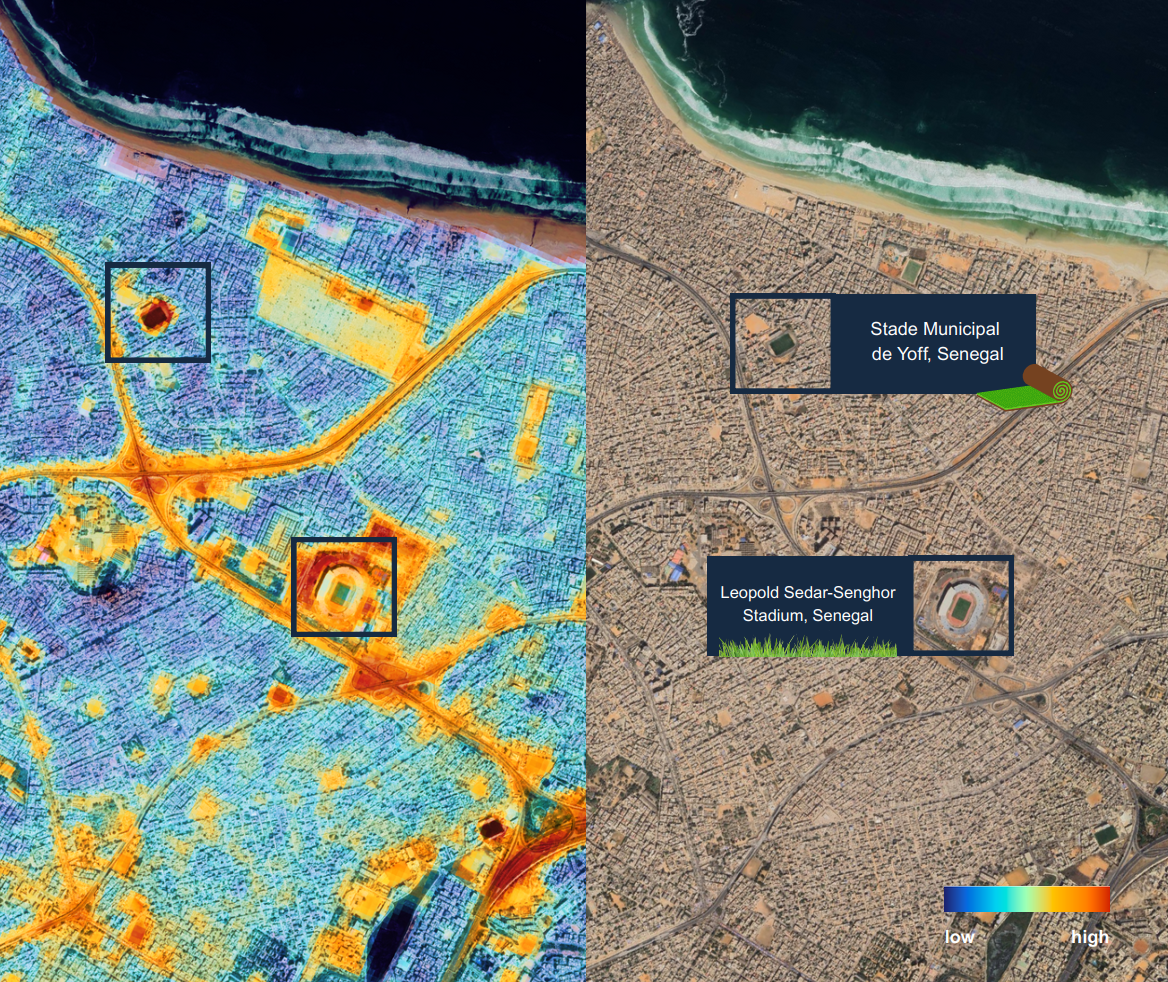 Stade Municipal
de Yoff, Senegal
Leopold Sedar-Senghor
Stadium, Senegal
low high